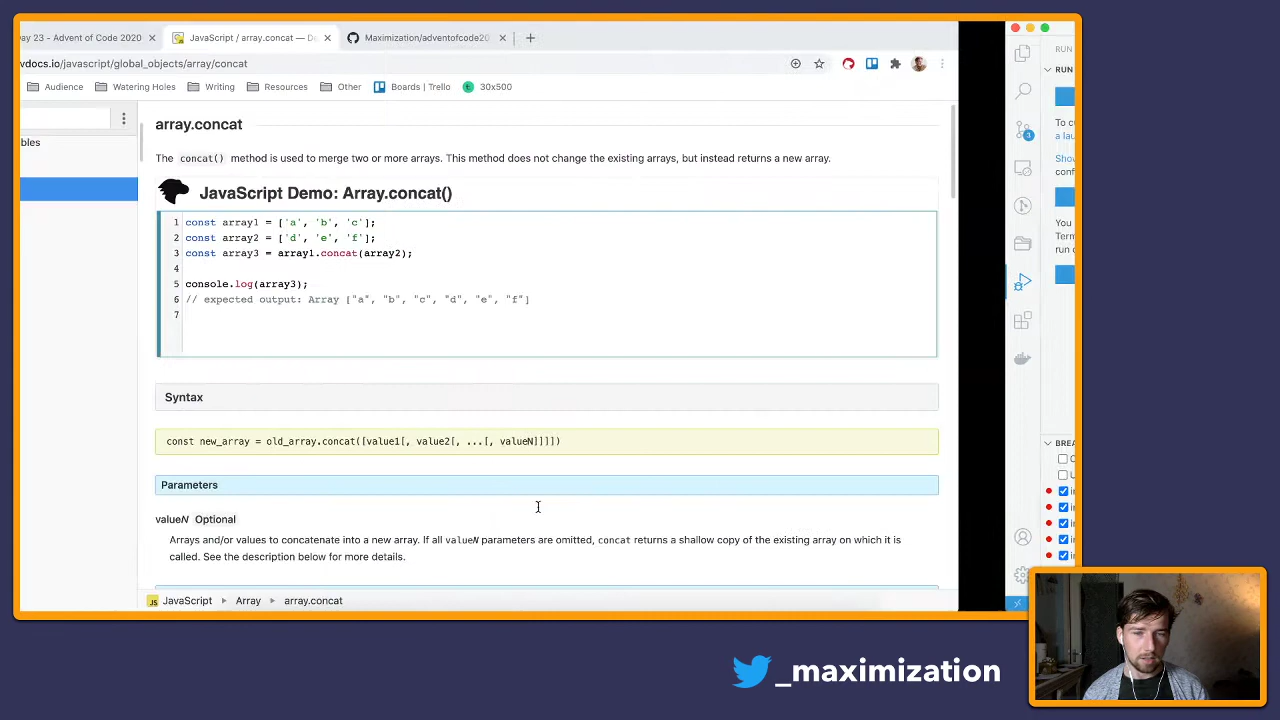 ay 23 - Advent of Code 2020
JavaScript / array.concat
Maximization/adventofcode20
vdocs.io/javascript/global_objects/array/concat
Audience
Watering Holes
Writing
Resources
Other
Boards | Trello
30x500
bles
array.concat
The concat() method is used to merge two or more arrays. This method does not change the existing arrays, but instead returns a new array.
JavaScript Demo: Array.concat()
1 const array1 = ['a', 'b', 'c'];
2 const array2 = ['d', 'e', 'f'];
3 const array3 = array1.concat(array2);
4
5 console.log(array3);
6 // expected output: Array ["a", "b", "c", "d", "e", "f"]
7
Syntax
const new_array = old_array.concat([value1[, value2[, ...[, valueN]]]])
Parameters
valueN Optional
Arrays and/or values to concatenate into a new array. If all valueN parameters are omitted, concat returns a shallow copy of the existing array on which it is
called. See the description below for more details.
JavaScript
Array
array.concat
RUN
RUN
To cu
a lau
Show
conf
You
Term
run c
BREA
3
_maximization